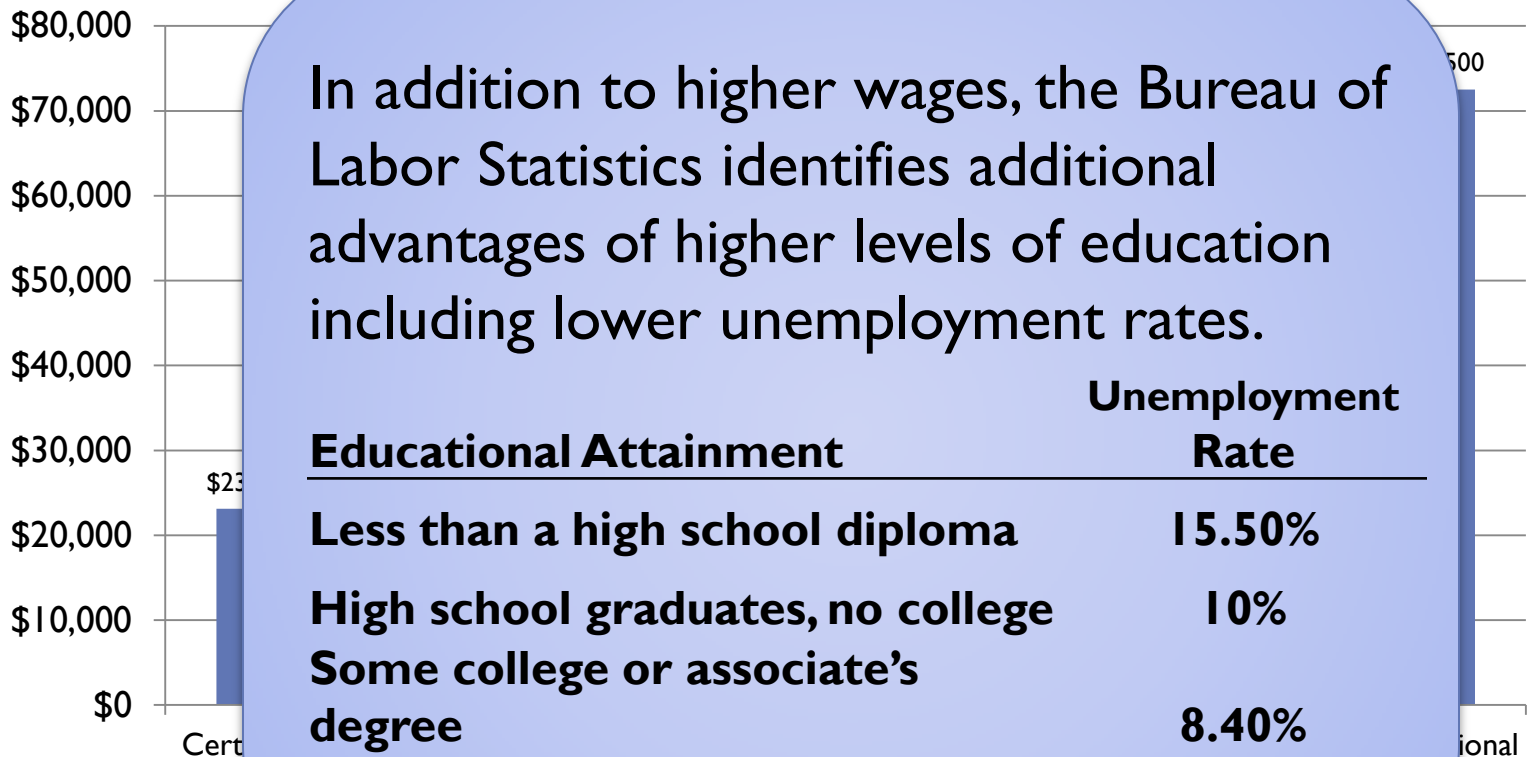 $80,000
$70,000
$60,000
$50,000
$40,000
$30,000
$20,000
$10,000
$0
In addition to higher wages, the Bureau of
Labor Statistics identifies additional
advantages of higher levels of education
including lower unemployment rates.
Unemployment
Educational Attainment Rate
Less than a high school diploma 15.50%
High school graduates, no college 10%
Some college or associate’s
degree 8.40%